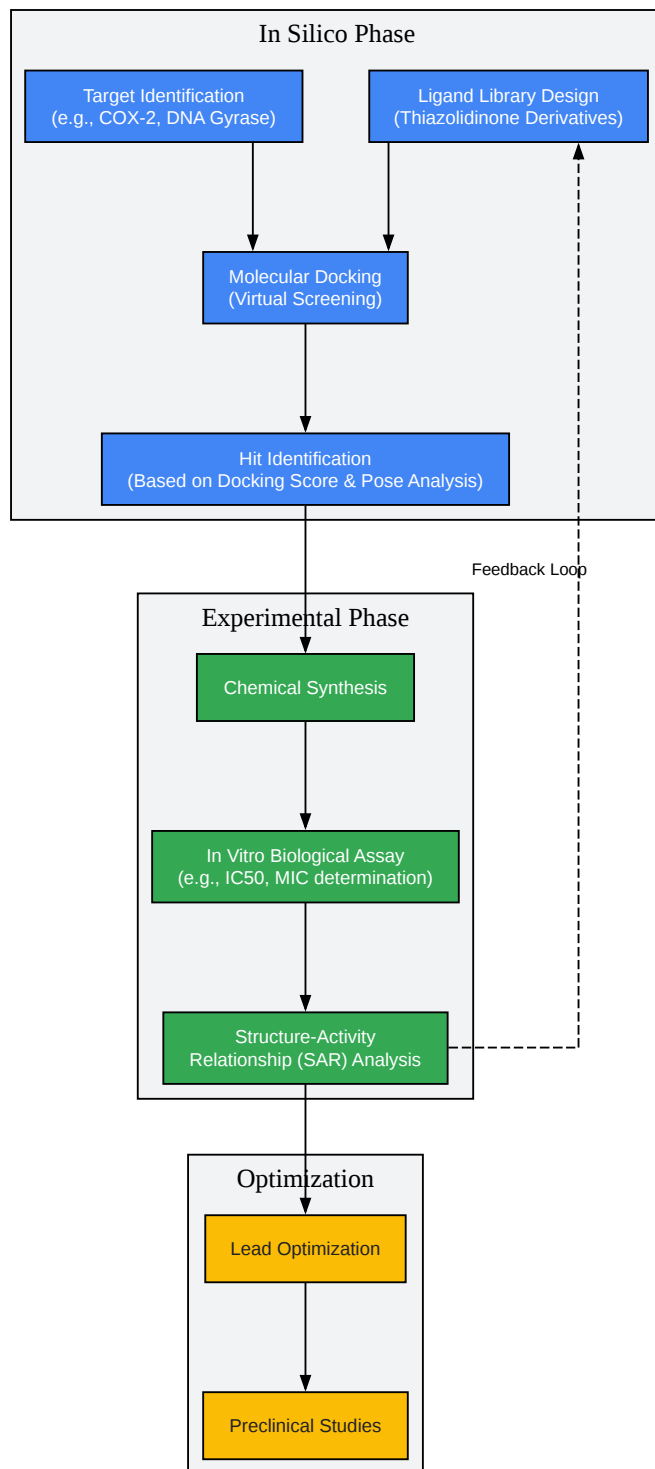 In Silico Phase
Target Identification
(e.g., COX-2, DNA Gyrase)
Ligand Library Design
(Thiazolidinone Derivatives)
Molecular Docking
(Virtual Screening)
Hit Identification
(Based on Docking Score & Pose Analysis)
Feedback Loop
Experimental Phase
Chemical Synthesis
In Vitro Biological Assay
(e.g., IC50, MIC determination)
Structure-Activity
Relationship (SAR) Analysis
Optimization
Lead Optimization
Preclinical Studies